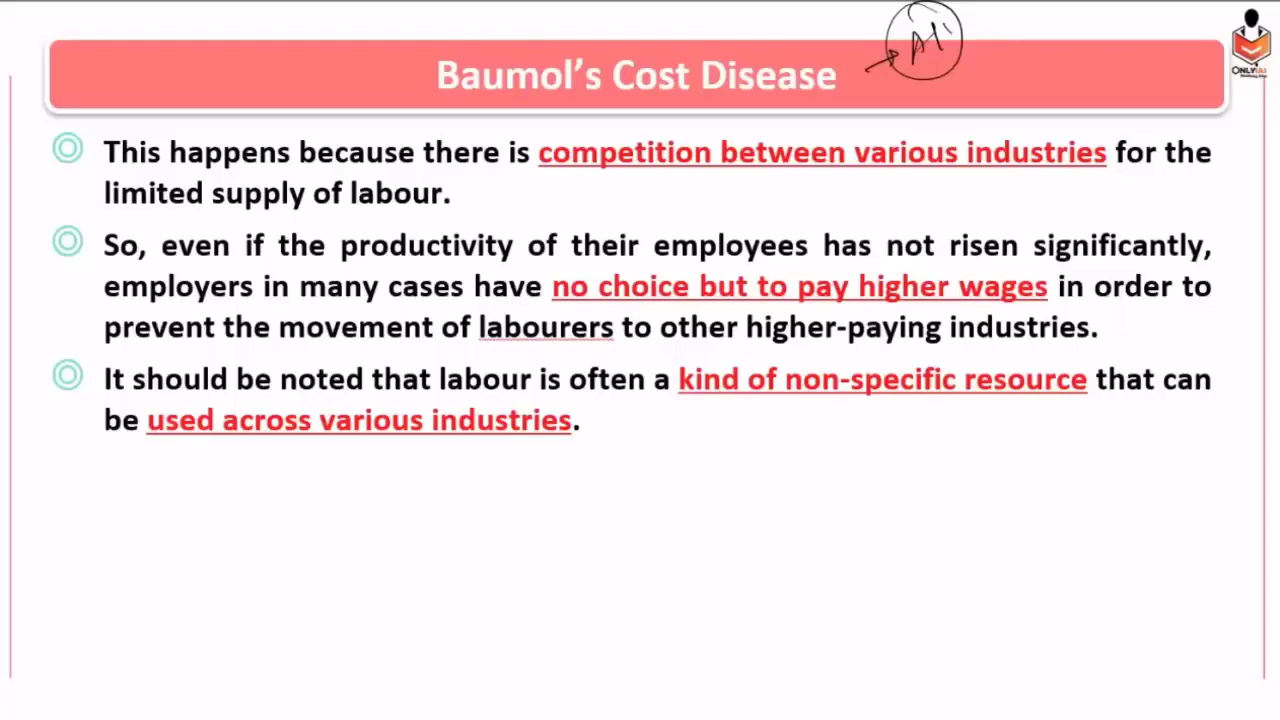 Baumol's Cost Disease
This happens because there is competition between various industries for the
limited supply of labour.
So, even if the productivity of their employees has not risen significantly,
employers in many cases have no choice but to pay higher wages in order to
prevent the movement of labourers to other higher-paying industries.
It should be noted that labour is often a kind of non-specific resource that can
be used across various industries.